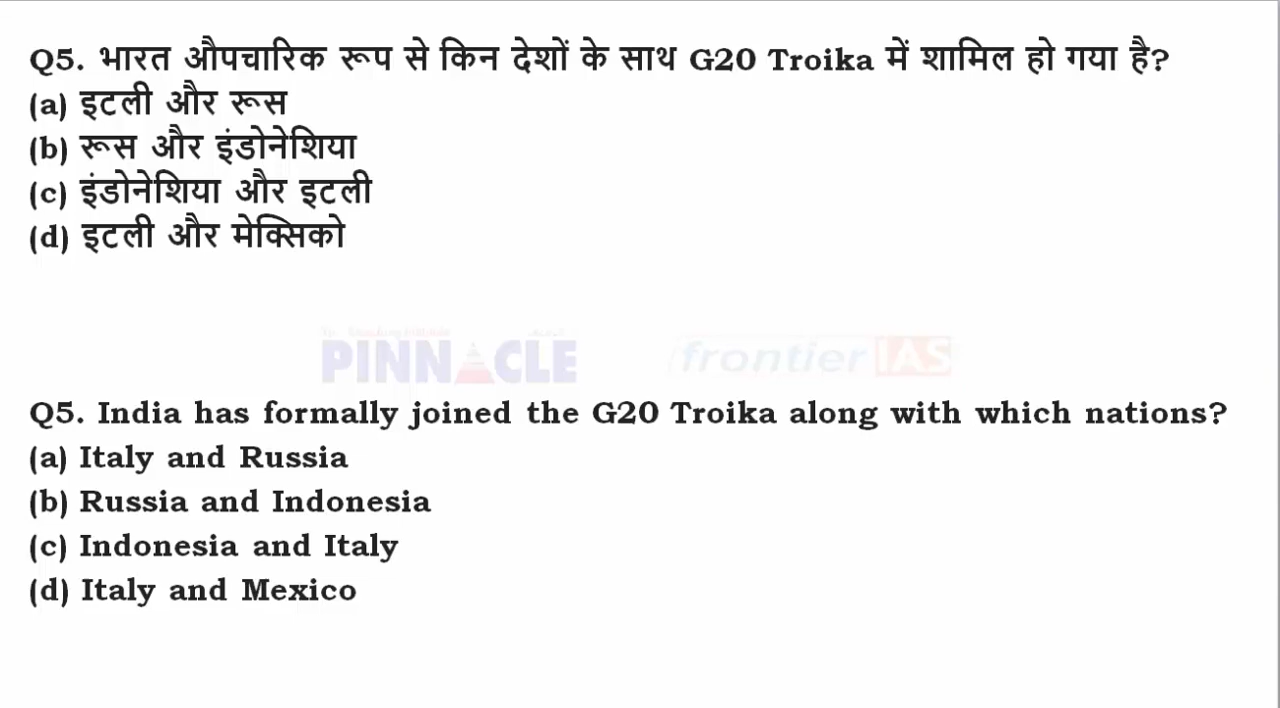 Q5. भारत औपचारिक रूप से किन देशों के साथ G20 Troika में शामिल हो गया है?
(a) इटली और रूस
(b) रूस और इंडोनेशिया
(c) इंडोनेशिया और इटली
(d) इटली और मेक्सिको
PINNACLE frontier IAS
Q5. India has formally joined the G20 Troika along with which nations?
(a) Italy and Russia
(b) Russia and Indonesia
(c) Indonesia and Italy
(d) Italy and Mexico